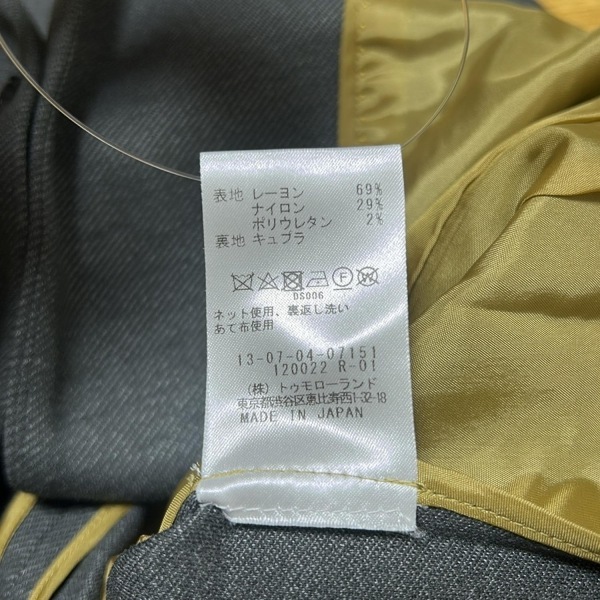 表地 レーヨン 69%
ナイロン 29%
ポリウレタン 2%
裏地 キュプラ
F W
DS006
ネット使用、裏返し洗い
あて布使用
13-07-04-07151
120022 R-01
(株)トゥモローランド
東京都渋谷区恵比寿西1-32-18
MADE IN JAPAN